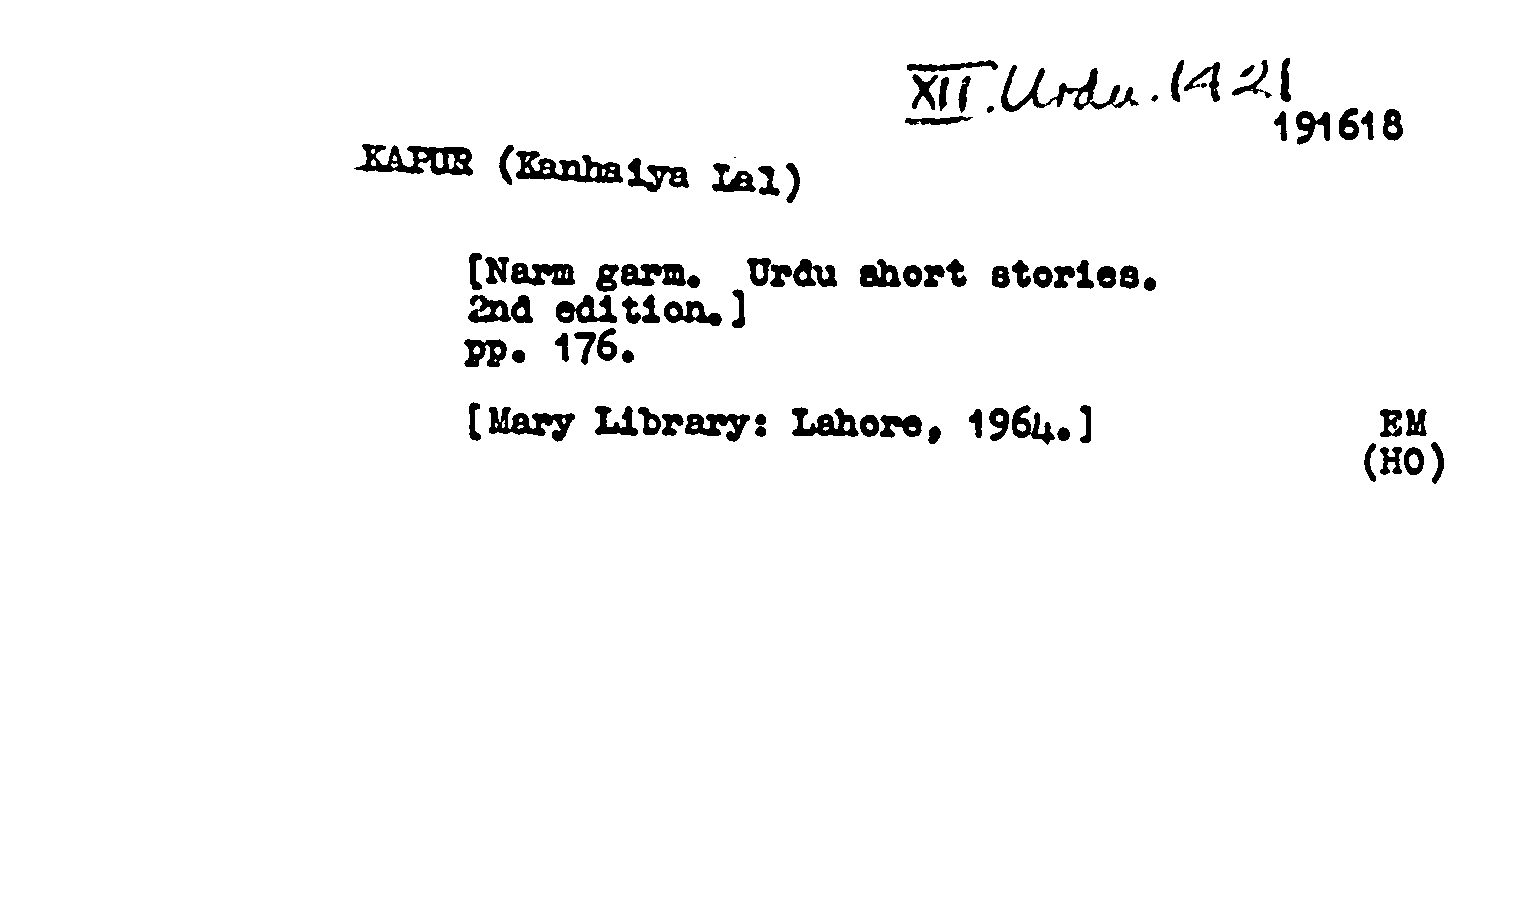 XII. Urdu. 1421
191618
KAPUR (Kanhaiya Lal)
[Narm garm. Urdu short stories.
2nd edition.]
pp. 176.
[Mary Library: Lahore, 1964.] EM
(HO)